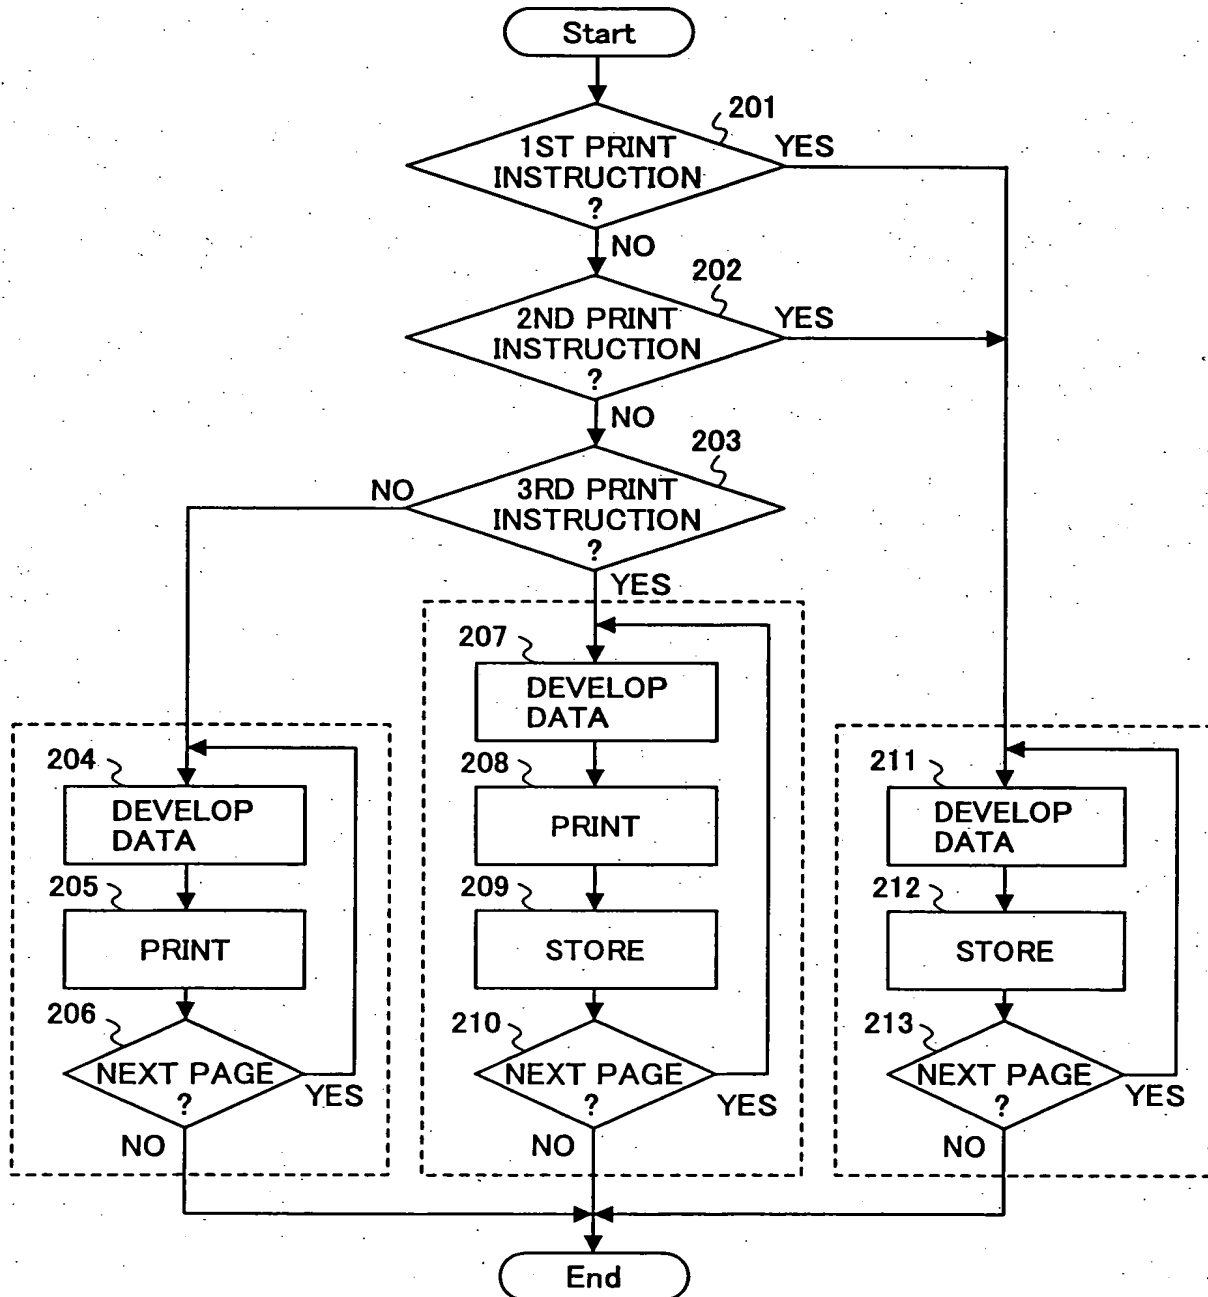 Start
201
1ST PRINT
INSTRUCTION
?
YES
NO
202
2ND PRINT
INSTRUCTION
?
YES
NO
203
3RD PRINT
INSTRUCTION
?
NO
YES
204
DEVELOP
DATA
205
PRINT
206
NEXT PAGE
?
YES
NO
207
DEVELOP
DATA
208
PRINT
209
STORE
210
NEXT PAGE
?
YES
NO
211
DEVELOP
DATA
212
STORE
213
NEXT PAGE
?
YES
NO
End